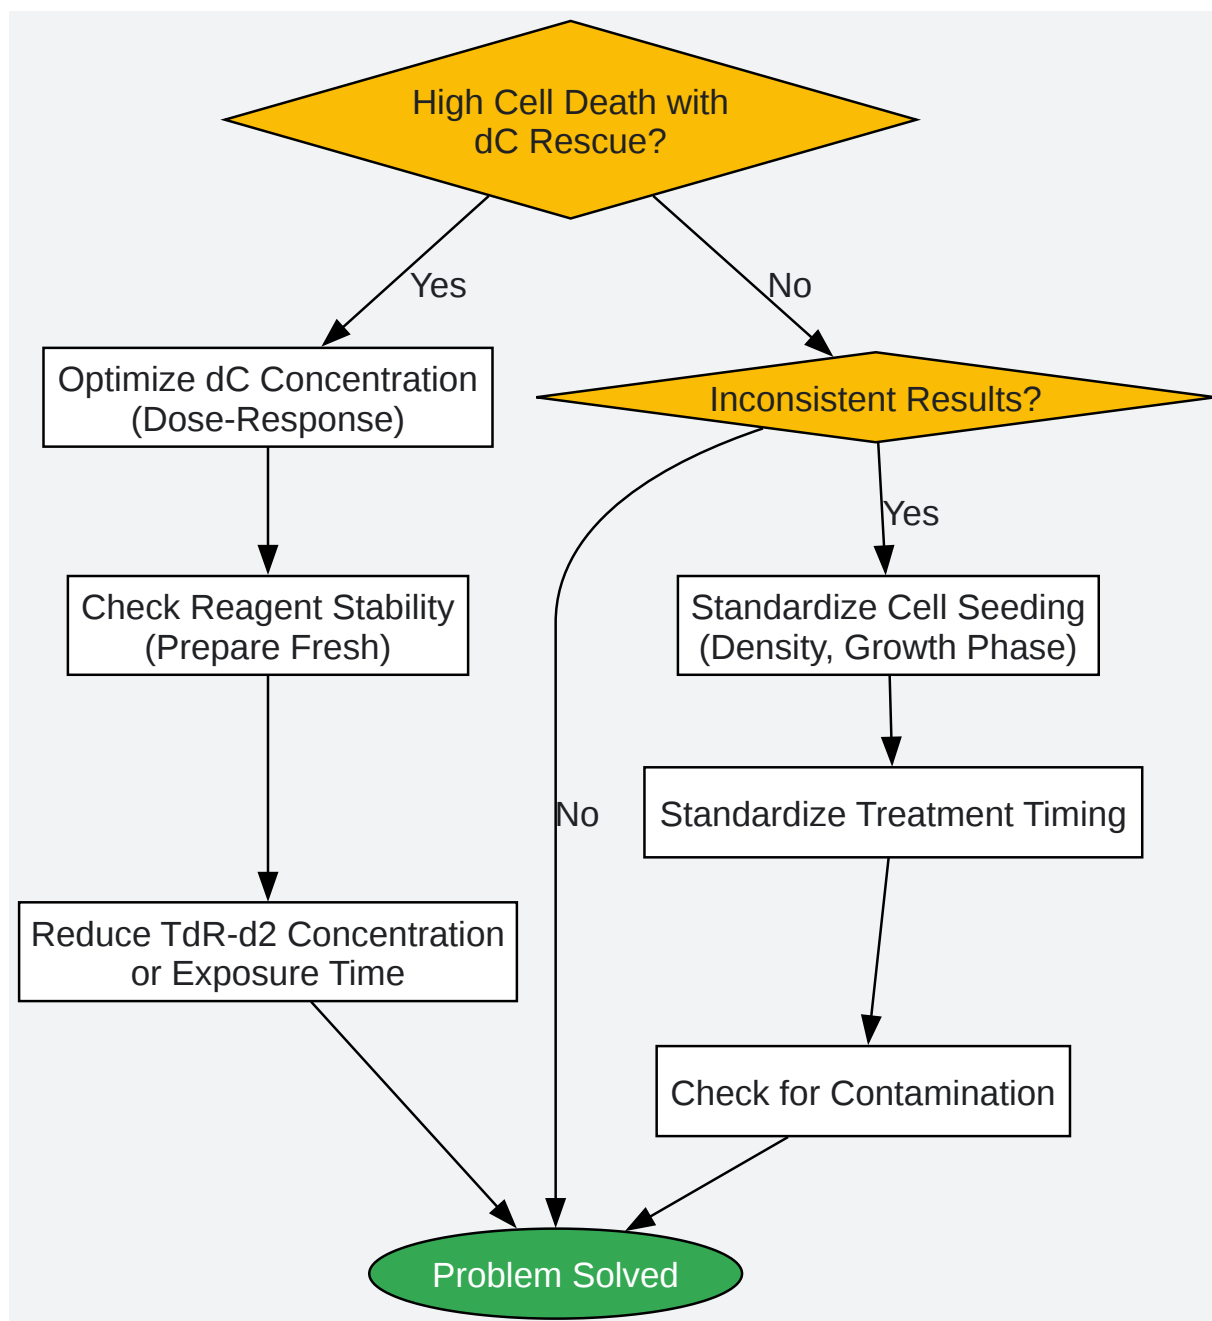 High Cell Death with
dC Rescue?
Yes
No
Optimize dC Concentration
(Dose-Response)
Inconsistent Results?
Yes
Check Reagent Stability
(Prepare Fresh)
Standardize Cell Seeding
(Density, Growth Phase)
No
Standardize Treatment Timing
Reduce TdR-d2 Concentration
or Exposure Time
Check for Contamination
Problem Solved